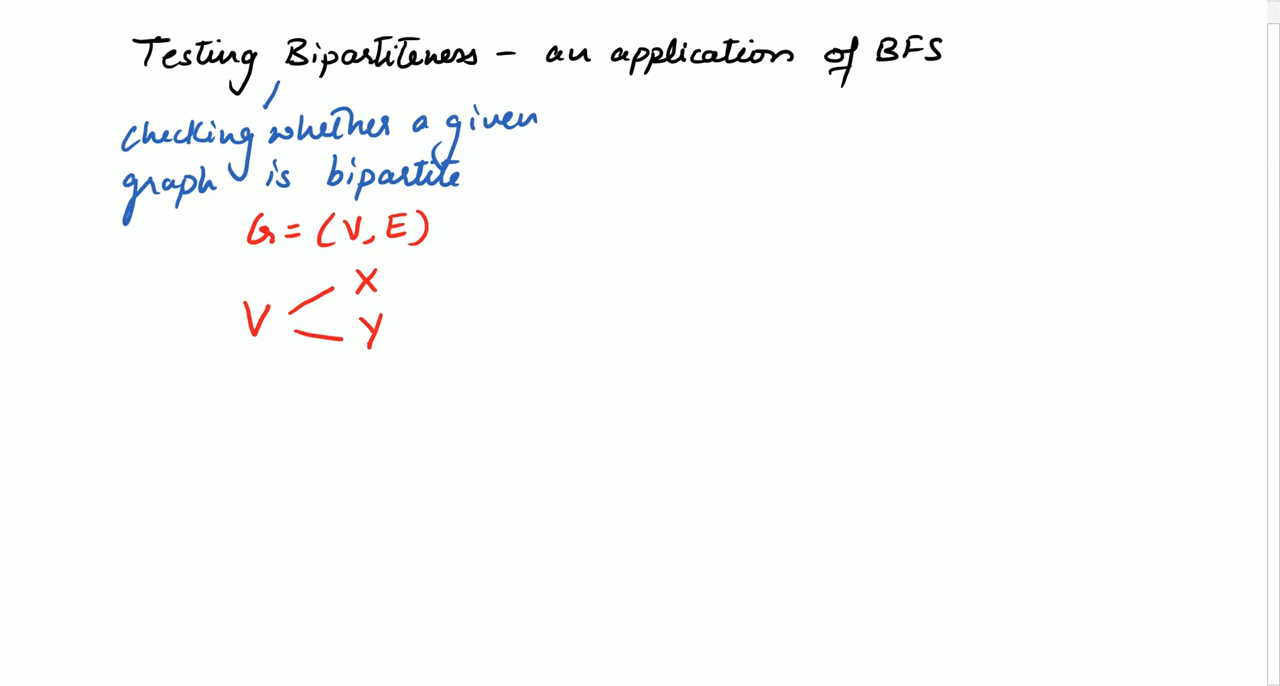 Testing Bipartiteness - an application of BFS
checking whether a given
graph is bipartite
G = (V, E)
X
V
Y